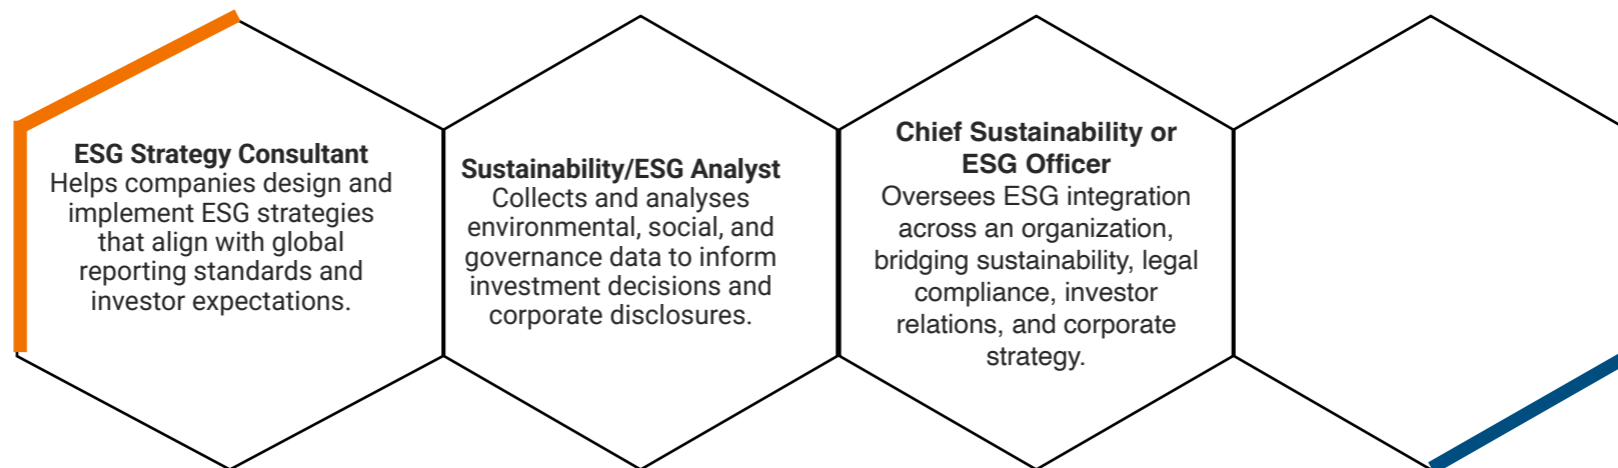 ESG Strategy Consultant
Helps companies design and
implement ESG strategies
that align with global
reporting standards and
investor expectations.
Sustainability/ESG Analyst
Collects and analyses
environmental, social, and
governance data to inform
investment decisions and
corporate disclosures.
Chief Sustainability or
ESG Officer
Oversees ESG integration
across an organization,
bridging sustainability, legal
compliance, investor
relations, and corporate
strategy.